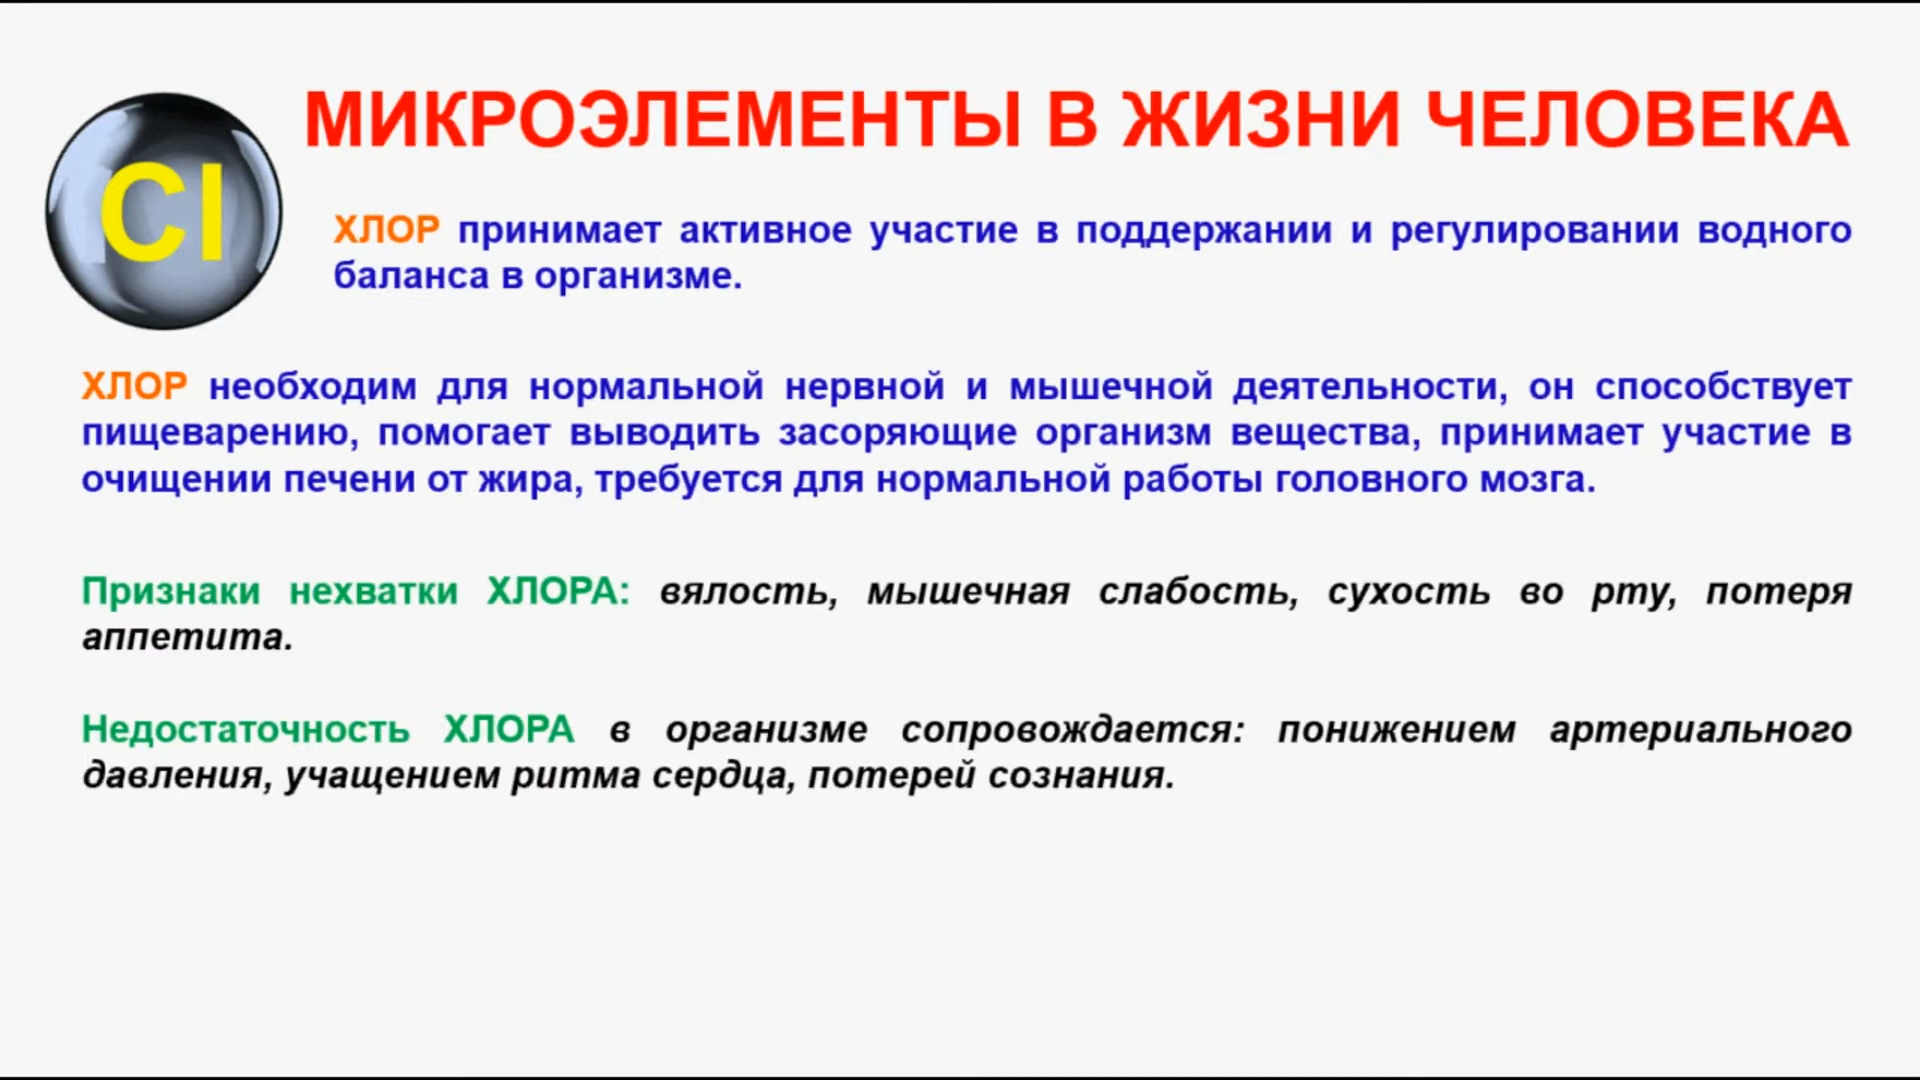 Cl
МИКРОЭЛЕМЕНТЫ В ЖИЗНИ ЧЕЛОВЕКА
ХЛОР принимает активное участие в поддержании и регулировании водного
баланса в организме.
ХЛОР необходим для нормальной нервной и мышечной деятельности, он способствует
пищеварению, помогает выводить засоряющие организм вещества, принимает участие в
очищении печени от жира, требуется для нормальной работы головного мозга.
Признаки нехватки ХЛОРА: вялость, мышечная слабость, сухость во рту, потеря
аппетита.
Недостаточность ХЛОРА в организме сопровождается: понижением артериального
давления, учащением ритма сердца, потерей сознания.